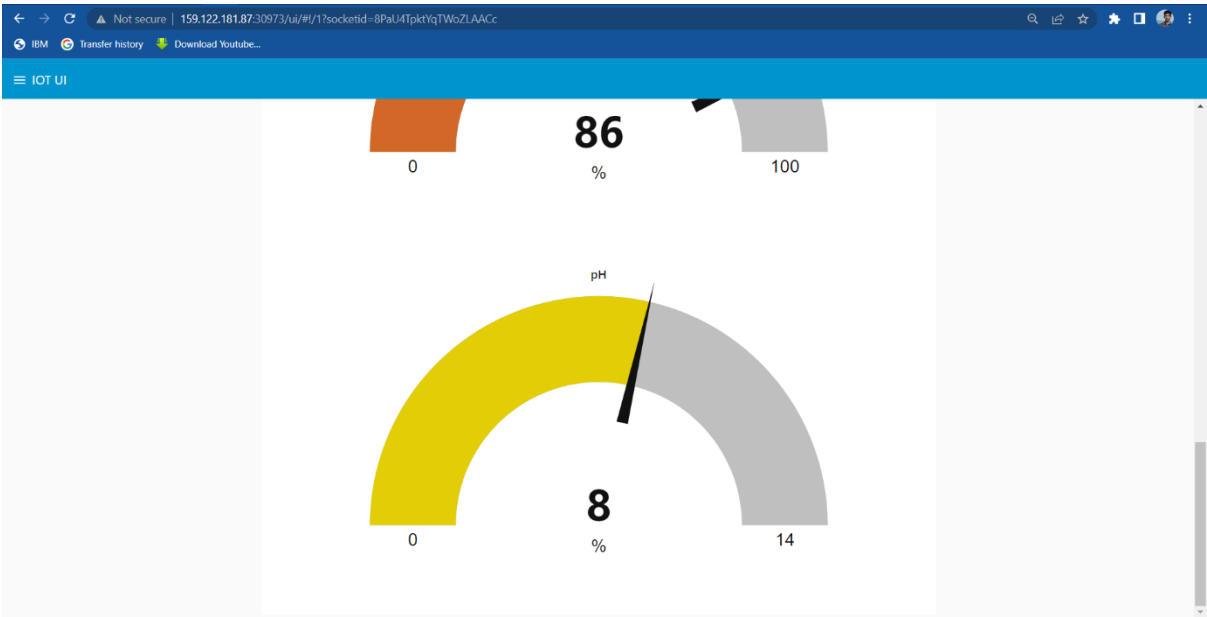 Not secure | 159.122.181.87:30973/ui/#!/1?socketid=8PaU4TpktYqTWoZLAACc
IBM Transfer history Download Youtube...
IOT UI
86
0 % 100
pH
8
0 % 14